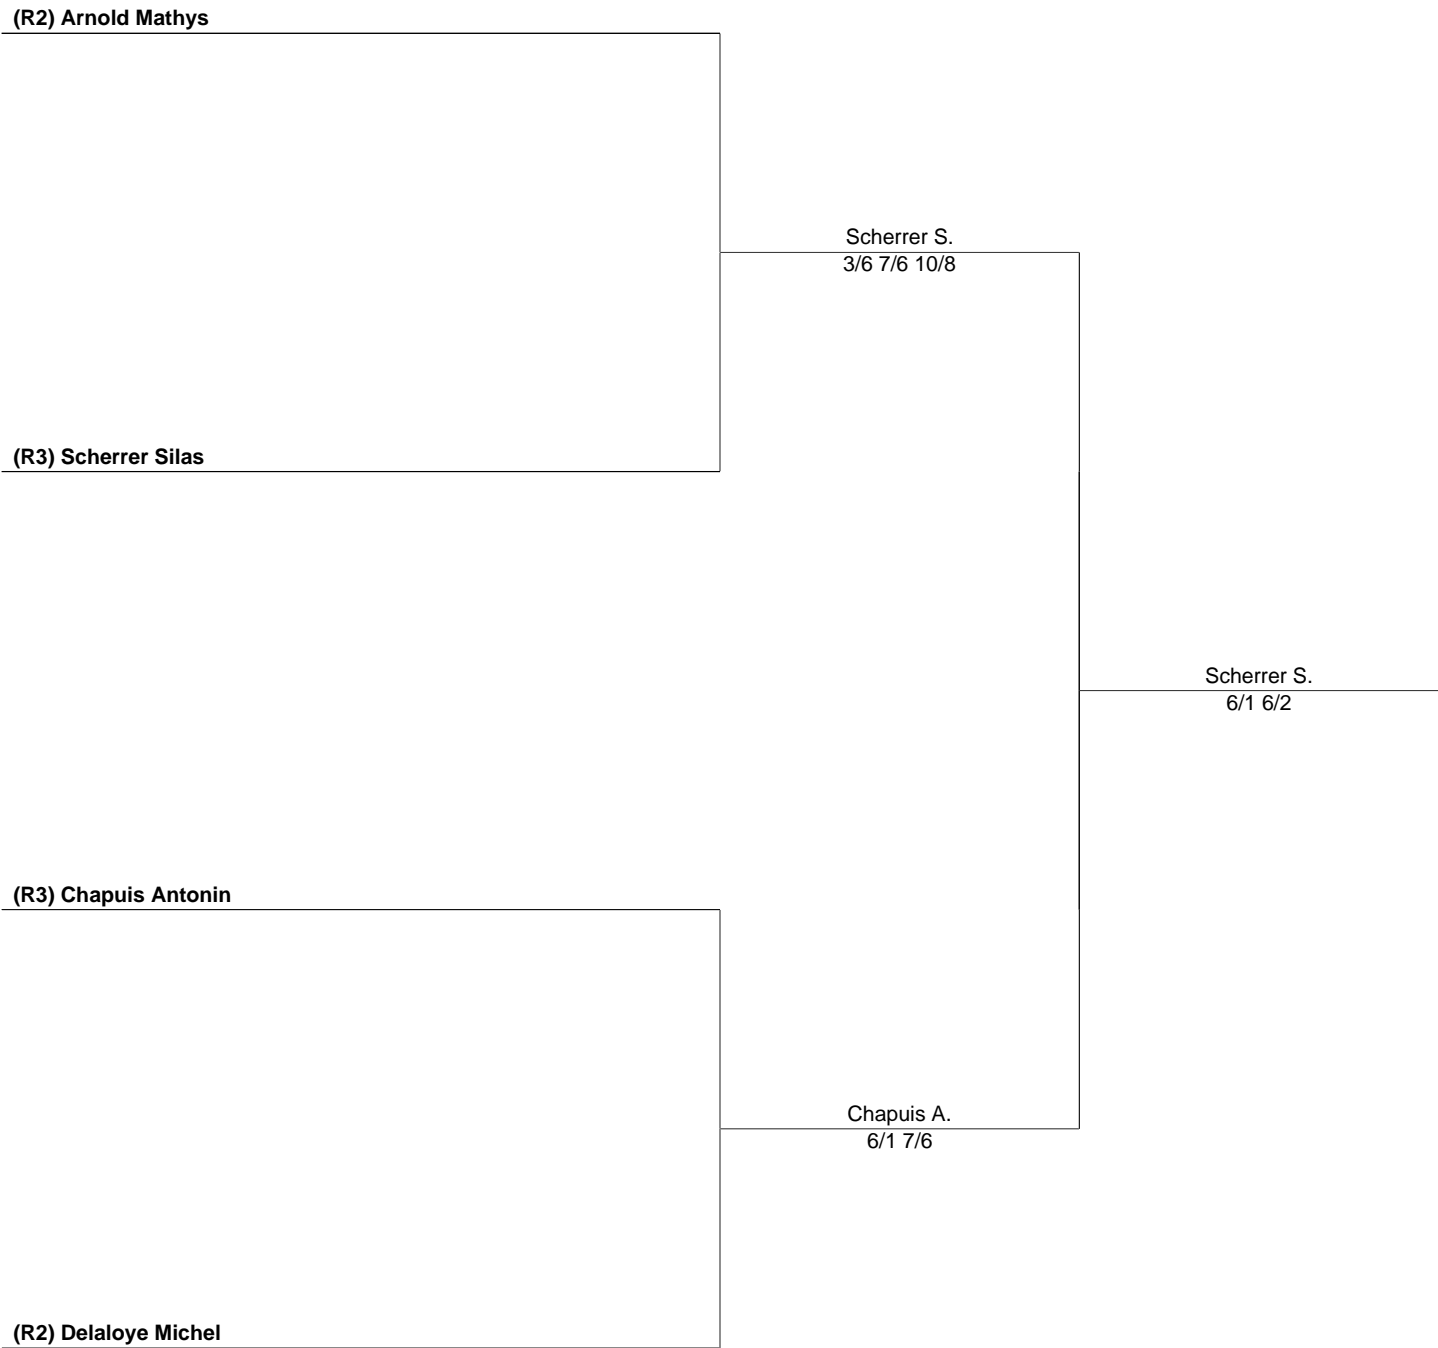 (R2) Arnold Mathys
Scherrer S.
3/6 7/6 10/8
(R3) Scherrer Silas
Scherrer S.
6/1 6/2
(R3) Chapuis Antonin
Chapuis A.
6/1 7/6
(R2) Delaloye Michel